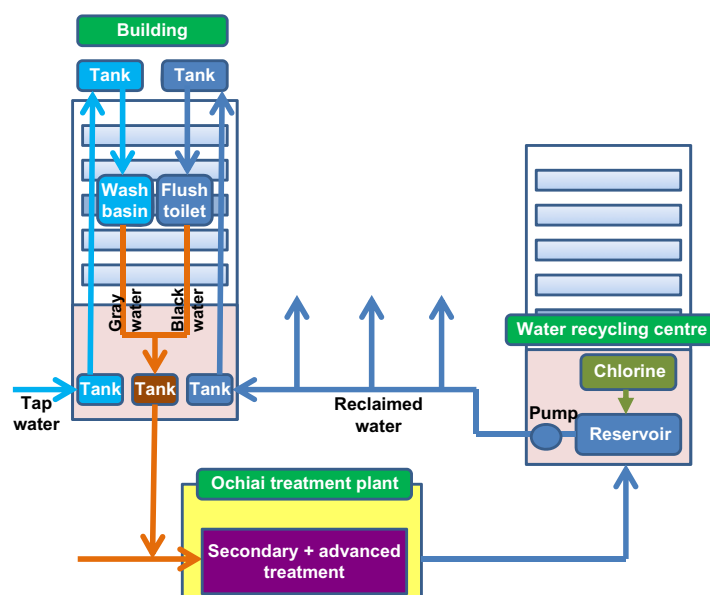 Building
Tank
Tank
Wash
basin
Flush
toilet
Gray
water
Black
water
Water recycling centre
Chlorine
Tank
Tank
Tank
Tap
water
Reclaimed
water
Pump
Reservoir
Ochiai treatment plant
Secondary + advanced
treatment